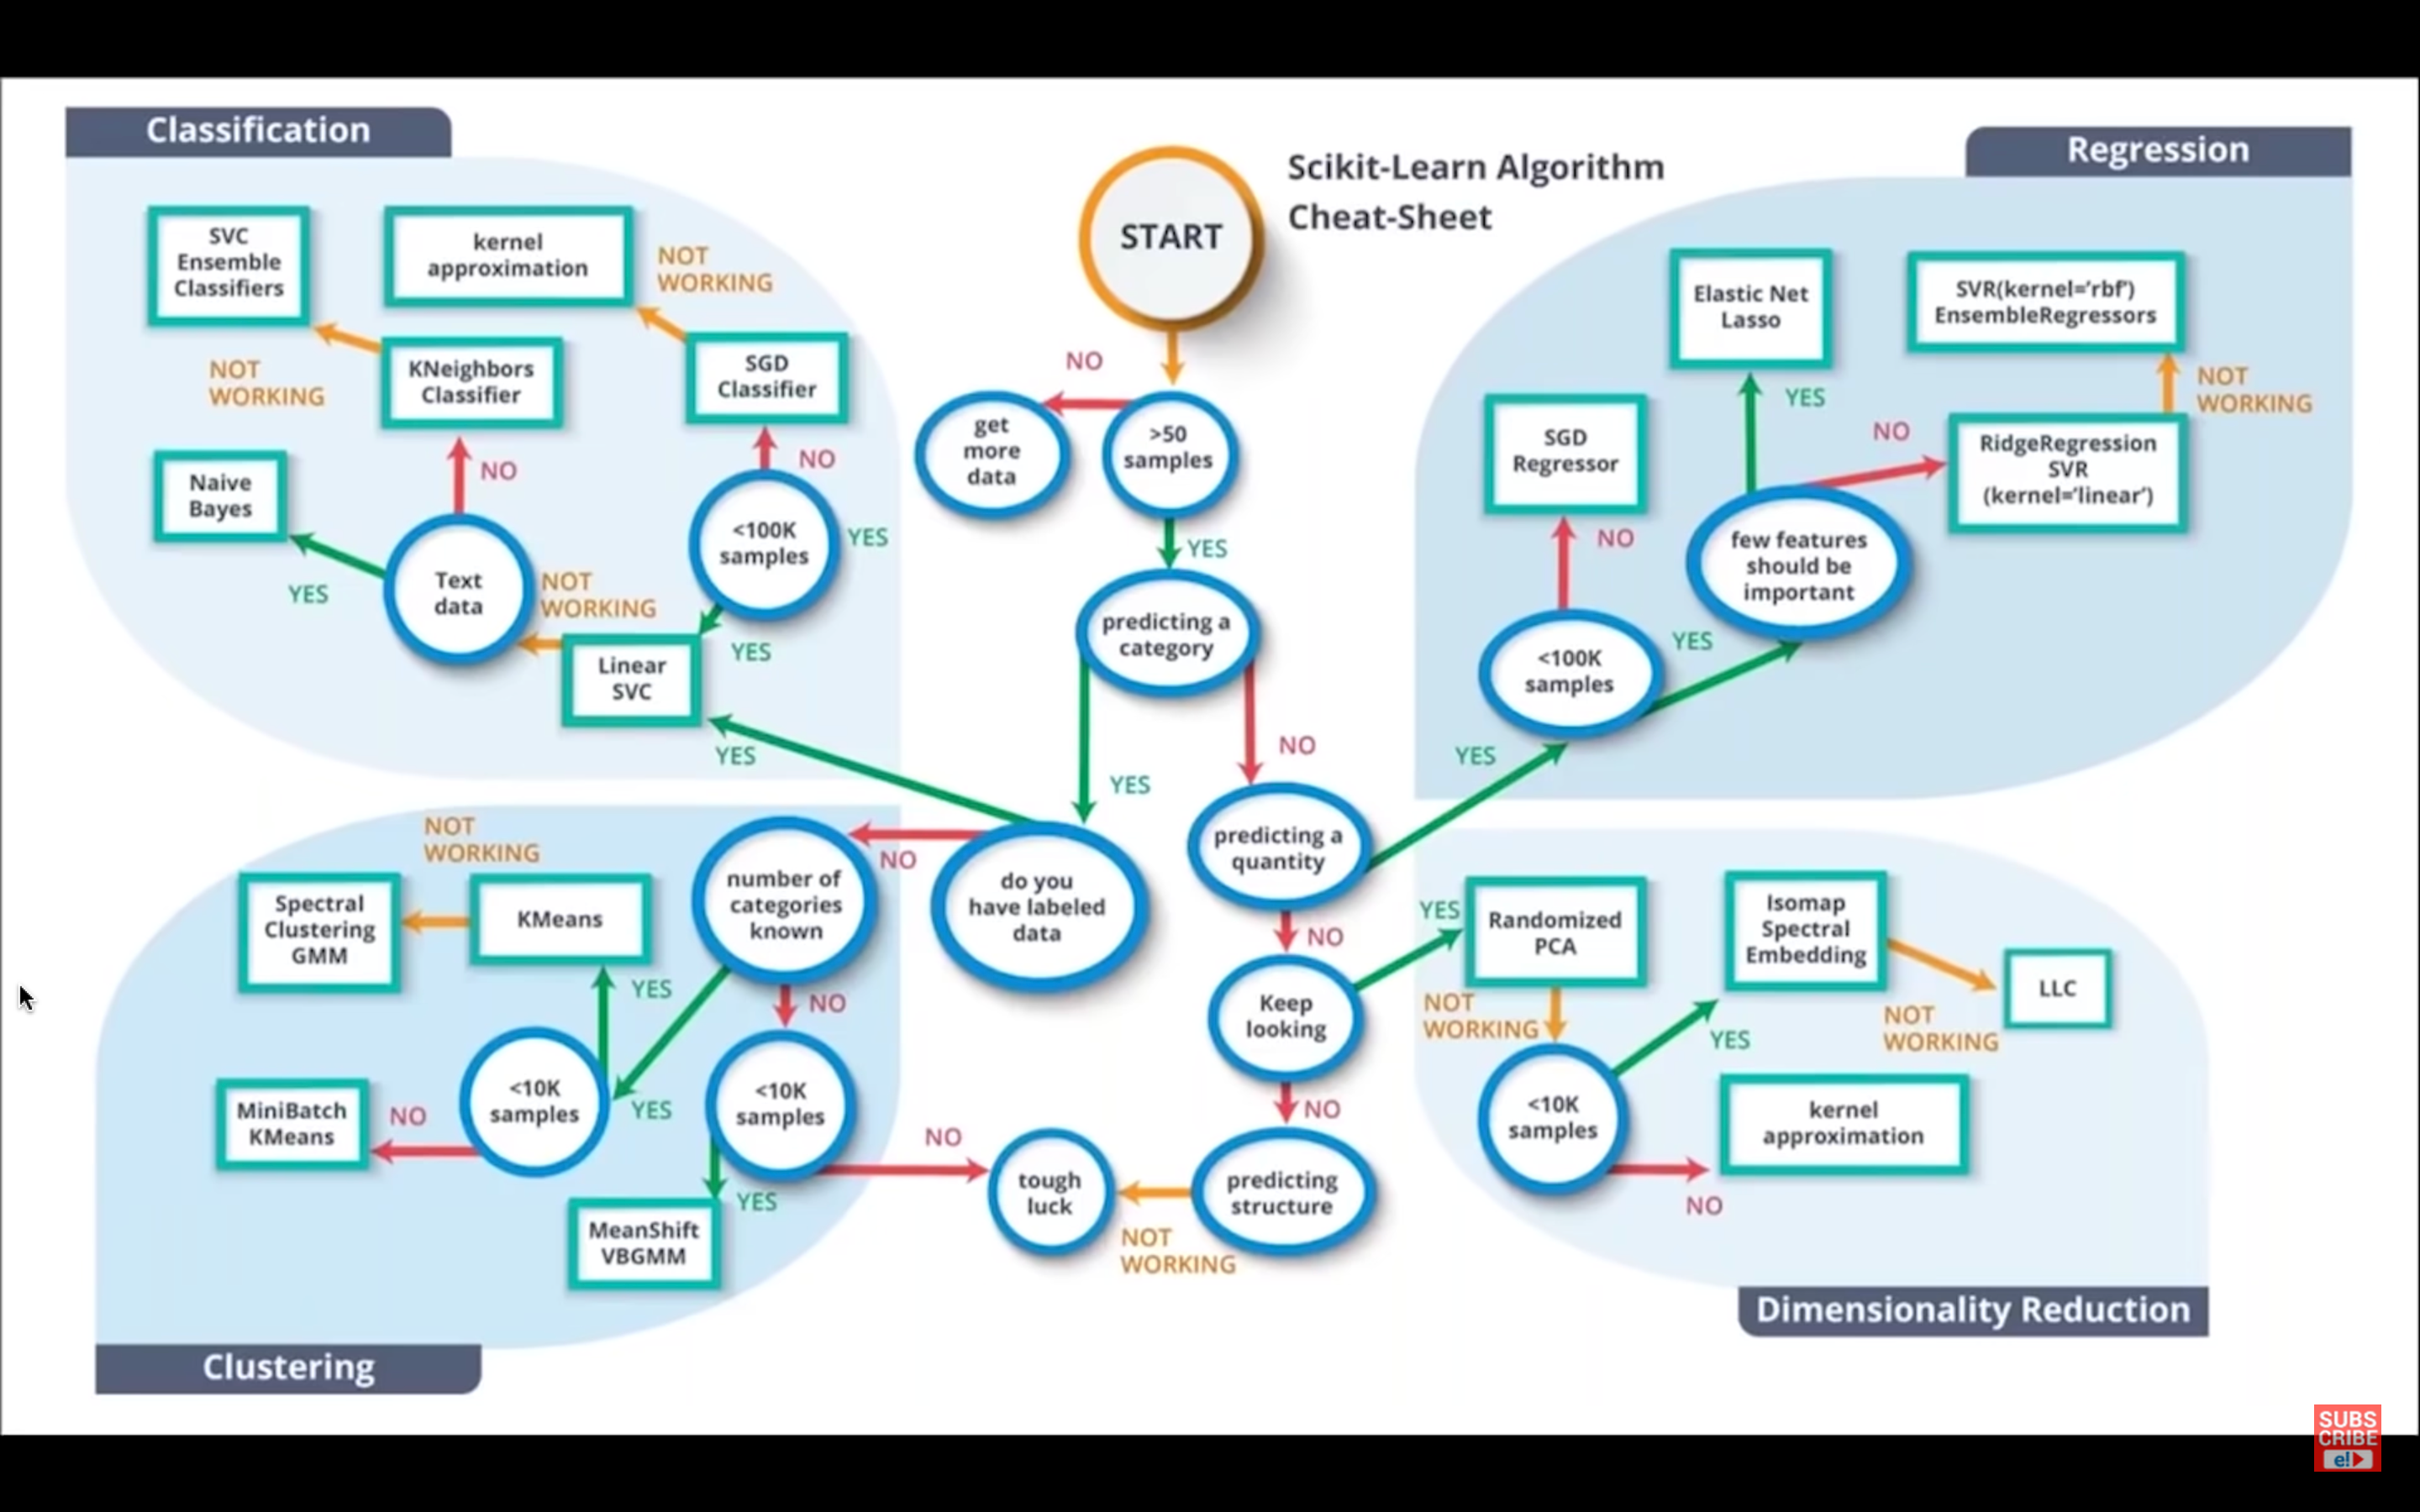 Classification
Regression
Scikit-Learn Algorithm
Cheat-Sheet
START
NO
get
more
data
>50
samples
YES
predicting a
category
YES
NO
do you
have labeled
data
predicting a
quantity
NO
Keep
looking
NO
predicting
structure
NOT
WORKING
tough
luck
SVC
Ensemble
Classifiers
kernel
approximation
NOT
WORKING
NOT
WORKING
KNeighbors
Classifier
SGD
Classifier
NO
NO
Naive
Bayes
YES
Text
data
NOT
WORKING
<100K
samples
YES
YES
Linear
SVC
YES
Elastic Net
Lasso
SVR(kernel='rbf')
EnsembleRegressors
YES
NOT
WORKING
SGD
Regressor
NO
RidgeRegression
SVR
(kernel='linear')
NO
few features
should be
important
<100K
samples
YES
YES
NOT
WORKING
NO
Spectral
Clustering
GMM
KMeans
number of
categories
known
YES
NO
MiniBatch
KMeans
NO
<10K
samples
YES
<10K
samples
NO
YES
MeanShift
VBGMM
Clustering
YES
Randomized
PCA
Isomap
Spectral
Embedding
LLC
NOT
WORKING
NOT
WORKING
YES
<10K
samples
kernel
approximation
NO
Dimensionality Reduction
SUBS
CRIBE
e!